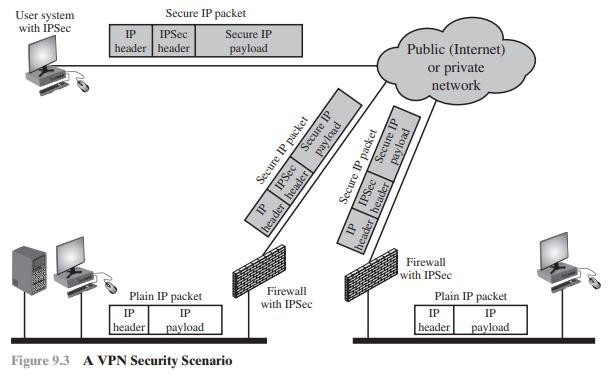 User system
with IPSec
Secure IP packet
IP
header
IPSec
header
Secure IP
payload
Public (Internet)
or private
network
Secure IP packet
IP
header
IPSec
header
Secure IP
payload
Secure IP packet
IP
header
IPSec
header
Secure IP
payload
Firewall
with IPSec
Firewall
with IPSec
Plain IP packet
IP
header
IP
payload
Plain IP packet
IP
header
IP
payload
Figure 9.3 A VPN Security Scenario